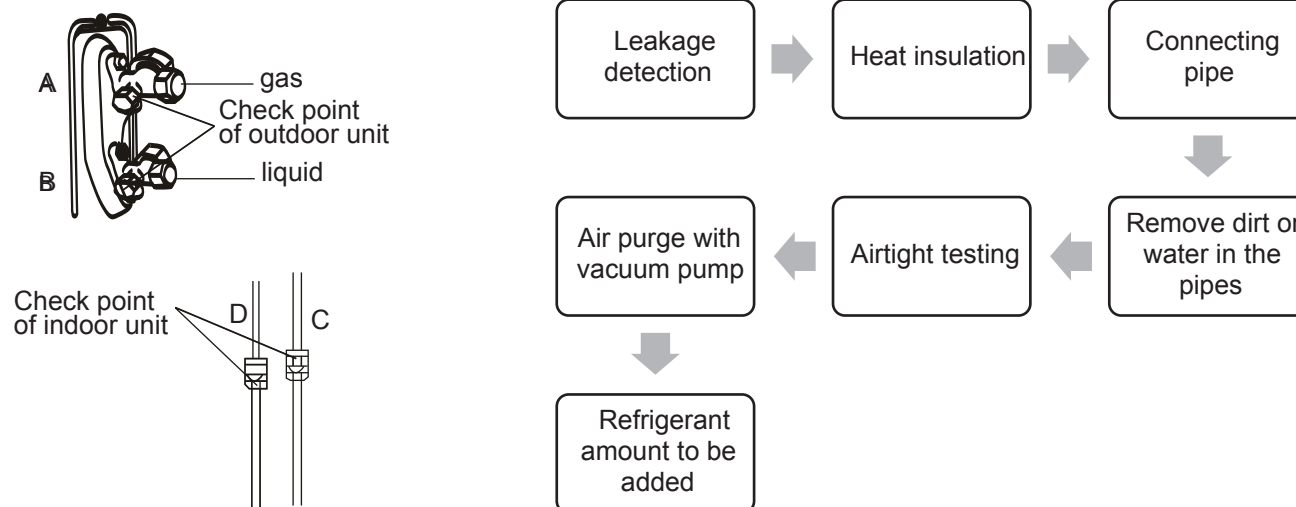 A
gas
Check point
of outdoor unit
B
liquid
Check point
of indoor unit
D
C
Leakage
detection
Heat insulation
Connecting
pipe
Remove dirt or
water in the
pipes
Airtight testing
Air purge with
vacuum pump
Refrigerant
amount to be
added